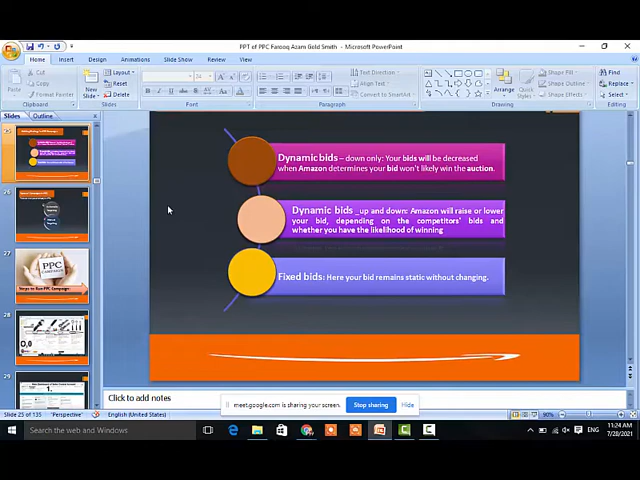 PPT of PPC Farooq Azam Gold Smith - Microsoft PowerPoint
Home Insert Design Animations Slide Show Review View
Paste
Cut
Copy
Format Painter
Clipboard
New Slide
Layout
Reset
Delete
Slides
Font
Text Direction
Align Text
Convert to SmartArt
Paragraph
Arrange
Quick Styles
Shape Fill
Shape Outline
Shape Effects
Drawing
Find
Replace
Select
Editing
Slides Outline
25
26
27
PPC CAMPAIGN
Steps to Run PPC Campaign:
28
29
1.
Dynamic bids – down only: Your bids will be decreased
when Amazon determines your bid won't likely win the auction.
Dynamic bids _up and down: Amazon will raise or lower
your bid, depending on the competitors' bids and
whether you have the likelihood of winning
Fixed bids: Here your bid remains static without changing.
Click to add notes
meet.google.com is sharing your screen. Stop sharing Hide
Slide 25 of 135 "Perspective" English (United States) 90%
Search the web and Windows
ENG
11:24 AM
7/28/2021